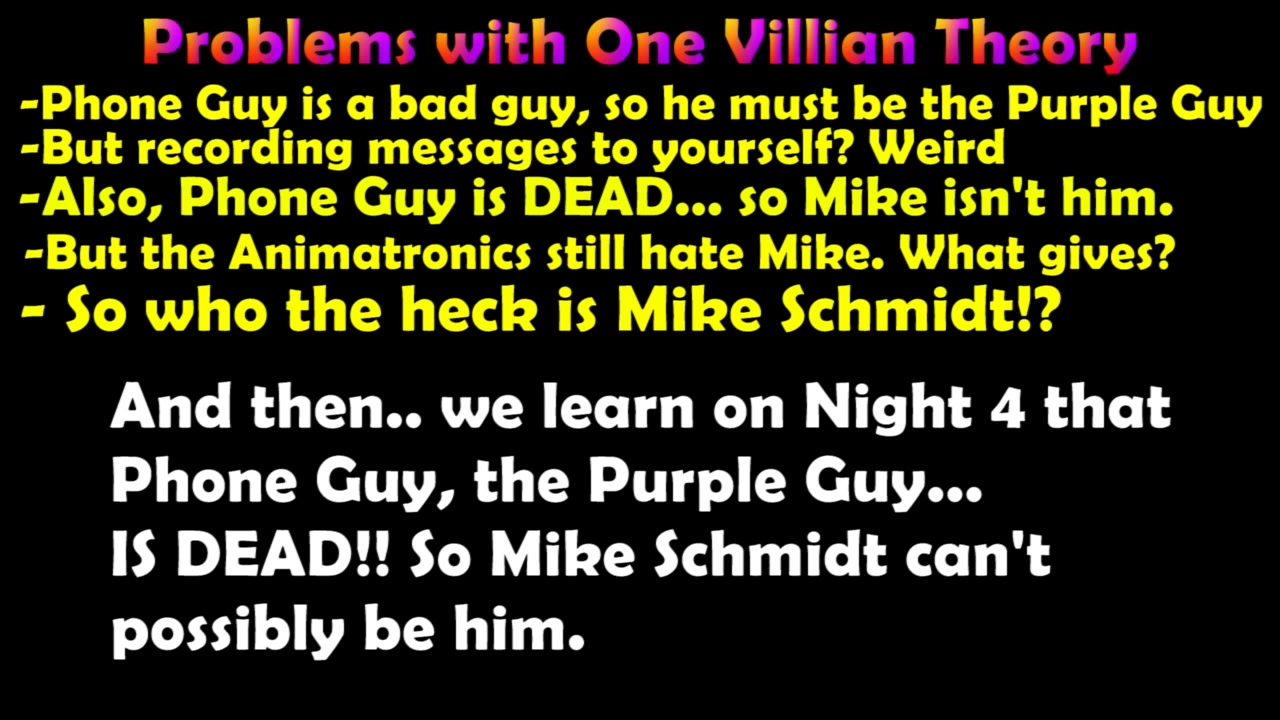 Problems with One Villian Theory
-Phone Guy is a bad guy, so he must be the Purple Guy
-But recording messages to yourself? Weird
-Also, Phone Guy is DEAD... so Mike isn't him.
-But the Animatronics still hate Mike. What gives?
- So who the heck is Mike Schmidt!?
And then.. we learn on Night 4 that
Phone Guy, the Purple Guy...
IS DEAD!! So Mike Schmidt can't
possibly be him.